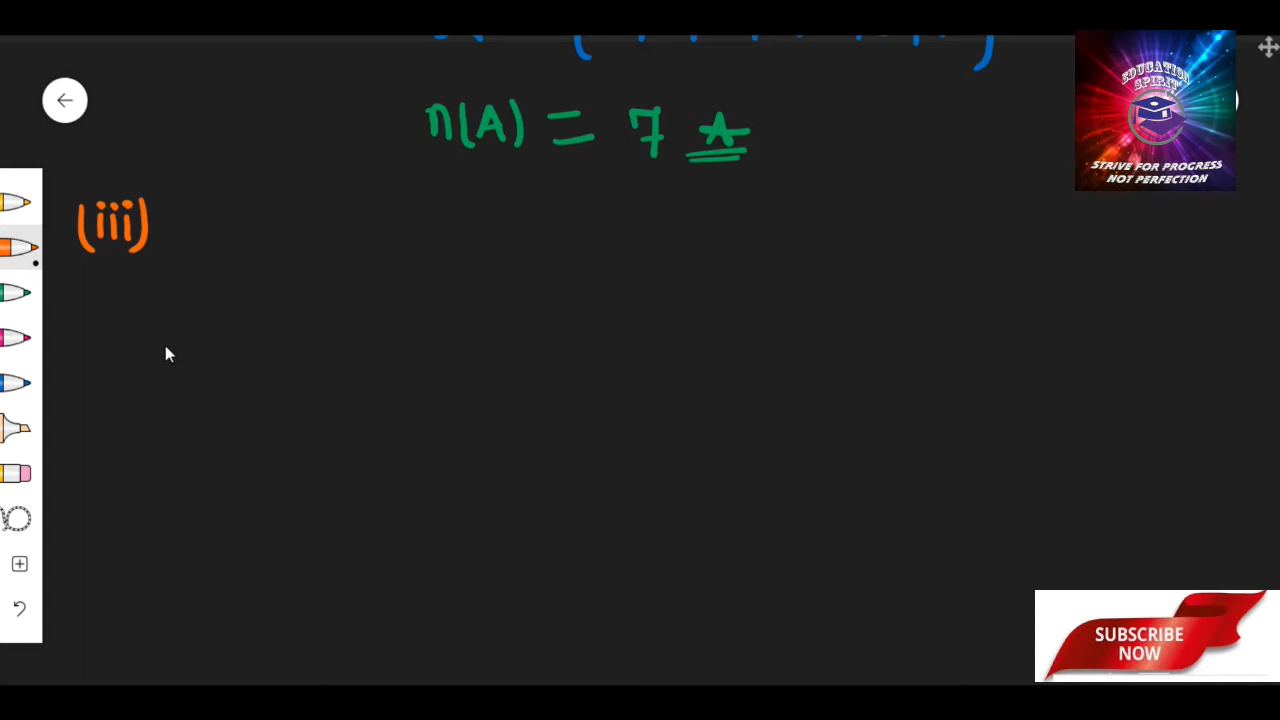 EDUCATION
SPIRIT
STRIVE FOR PROGRESS
NOT PERFECTION
n(A) = 7
(iii)
SUBSCRIBE
NOW